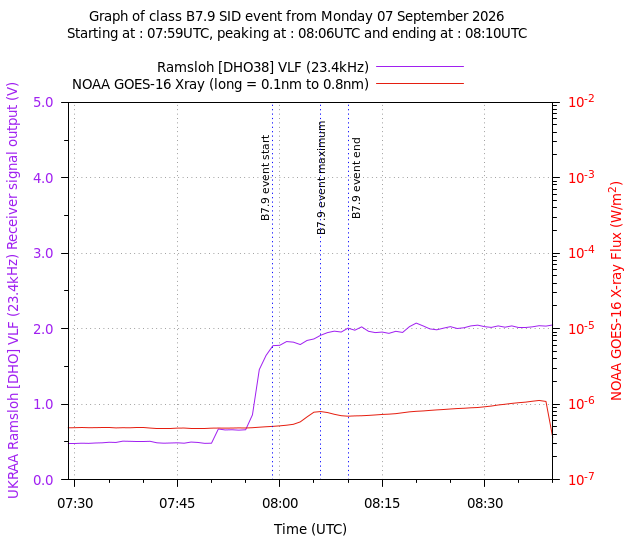 Graph of class B7.9 SID event from Monday 07 September 2026
Starting at : 07:59UTC, peaking at : 08:06UTC and ending at : 08:10UTC
Ramsloh [DHO38] VLF (23.4kHz)
NOAA GOES-16 Xray (long = 0.1nm to 0.8nm)
UKRAA Ramsloh [DHO] VLF (23.4kHz) Receiver signal output (V)
5.0
4.0
3.0
2.0
1.0
0.0
B7.9 event start
B7.9 event maximum
B7.9 event end
10-2
10-3
10-4
10-5
10-6
10-7
NOAA GOES-16 X-ray Flux (W/m2)
07:30 07:45 08:00 08:15 08:30
Time (UTC)